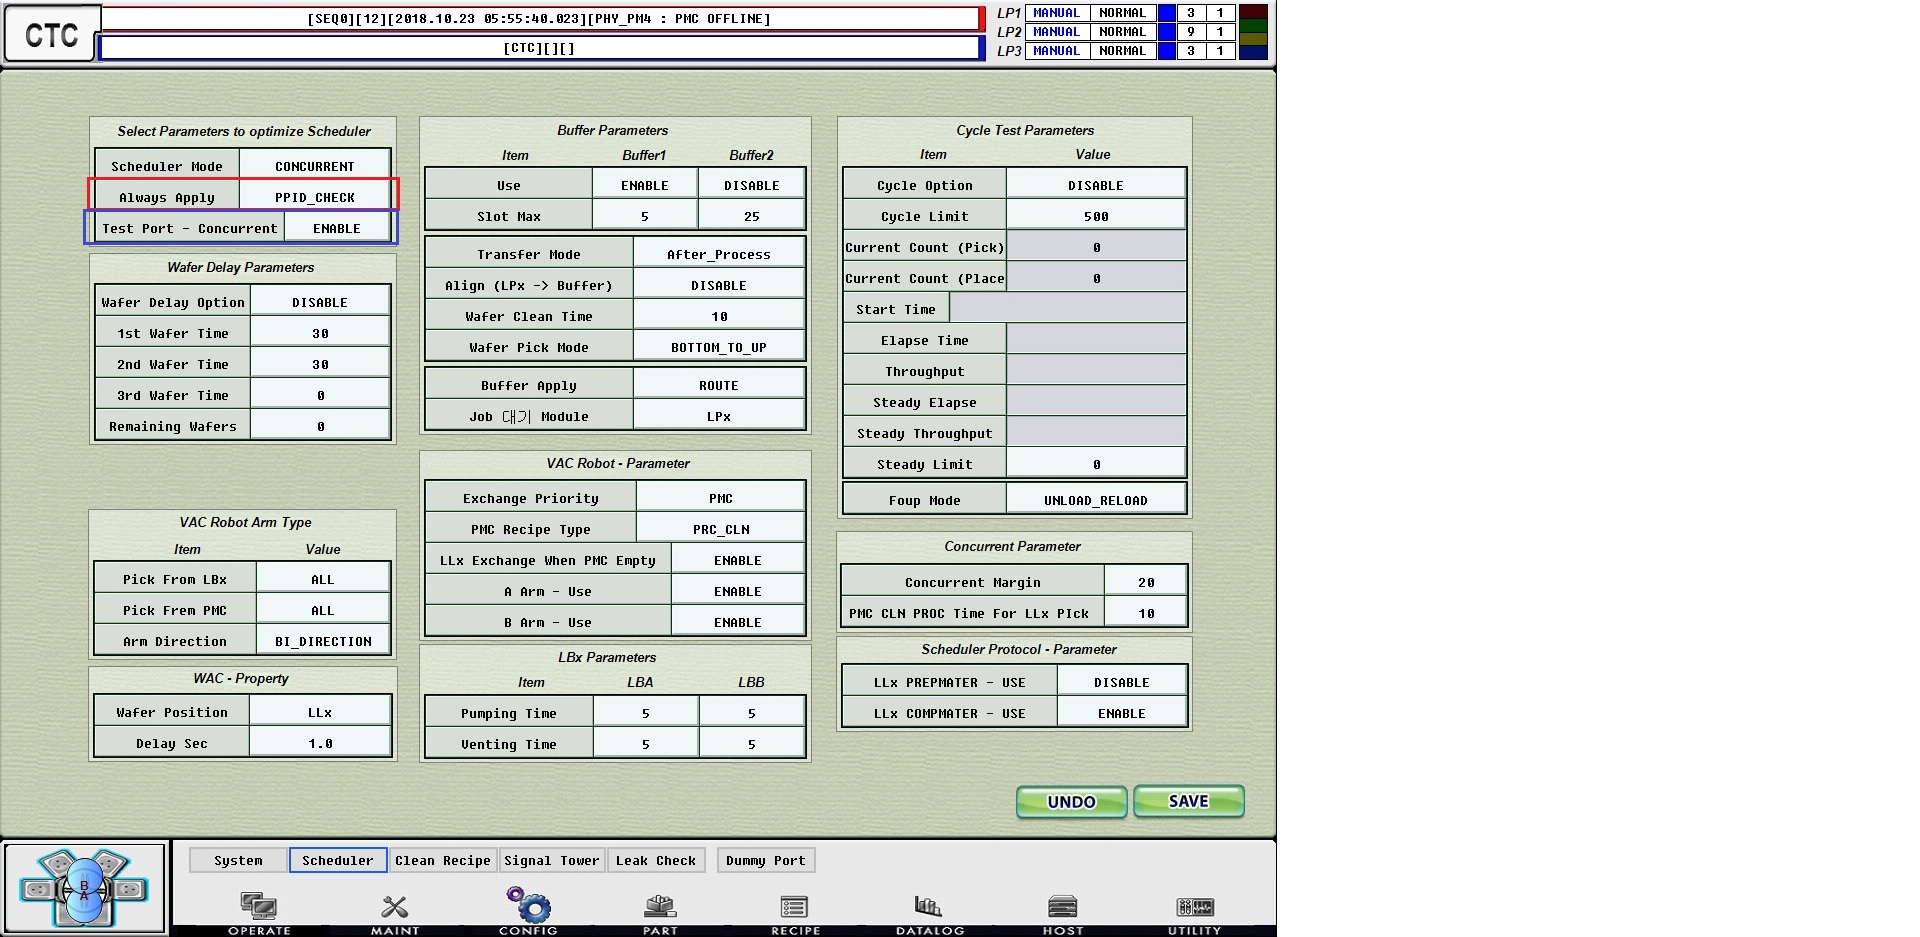 CTC
[SEQ0][12][2018.10.23 05:55:40.023][PHY_PM4 : PMC OFFLINE]
[CTC][][]
LP1 MANUAL NORMAL 3 1
LP2 MANUAL NORMAL 9 1
LP3 MANUAL NORMAL 3 1
Select Parameters to optimize Scheduler
Scheduler Mode CONCURRENT
Always Apply PPID_CHECK
Test Port - Concurrent ENABLE
Wafer Delay Parameters
Wafer Delay Option DISABLE
1st Wafer Time 30
2nd Wafer Time 30
3rd Wafer Time 0
Remaining Wafers 0
VAC Robot Arm Type
Item Value
Pick From LBx ALL
Pick Frem PMC ALL
Arm Direction BI_DIRECTION
WAC - Property
Wafer Position LLx
Delay Sec 1.0
Buffer Parameters
Item Buffer1 Buffer2
Use ENABLE DISABLE
Slot Max 5 25
Transfer Mode After_Process
Align (LPx -> Buffer) DISABLE
Wafer Clean Time 10
Wafer Pick Mode BOTTOM_TO_UP
Buffer Apply ROUTE
Job 대기 Module LPx
VAC Robot - Parameter
Exchange Priority PMC
PMC Recipe Type PRC_CLN
LLx Exchange When PMC Empty ENABLE
A Arm - Use ENABLE
B Arm - Use ENABLE
LBx Parameters
Item LBA LBB
Pumping Time 5 5
Venting Time 5 5
Cycle Test Parameters
Item Value
Cycle Option DISABLE
Cycle Limit 500
Current Count (Pick) 0
Current Count (Place 0
Start Time
Elapse Time
Throughput
Steady Elapse
Steady Throughput
Steady Limit 0
Foup Mode UNLOAD_RELOAD
Concurrent Parameter
Concurrent Margin 20
PMC CLN PROC Time For LLx PIck 10
Scheduler Protocol - Parameter
LLx PREPMATER - USE DISABLE
LLx COMPMATER - USE ENABLE
UNDO SAVE
B
A
System Scheduler Clean Recipe Signal Tower Leak Check Dummy Port
OPERATE MAINT CONFIG PART RECIPE DATALOG HOST UTILITY